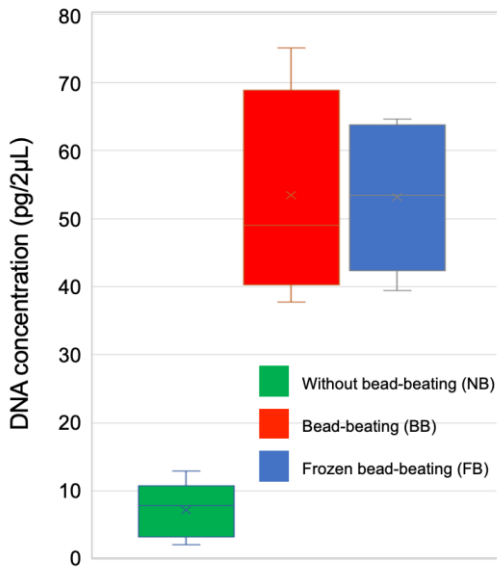 DNA concentration (pg/2µL)
80
70
60
50
40
30
20
10
0
Without bead-beating (NB)
Bead-beating (BB)
Frozen bead-beating (FB)